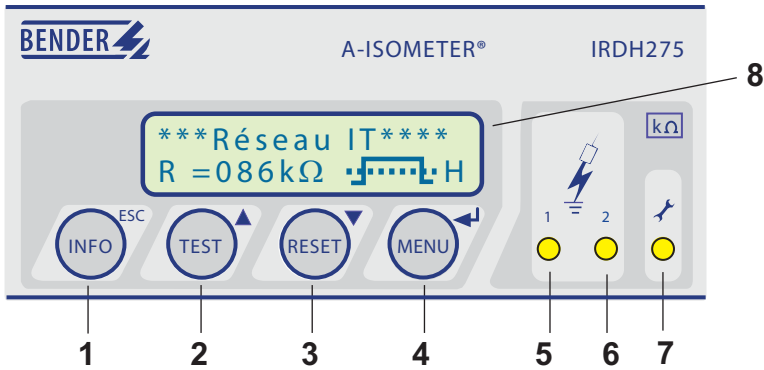 BENDER
A-ISOMETER® IRDH275
8
***Réseau IT****
R =086kΩ H
kΩ
ESC
INFO TEST RESET MENU
1 2
1 2 3 4 5 6 7